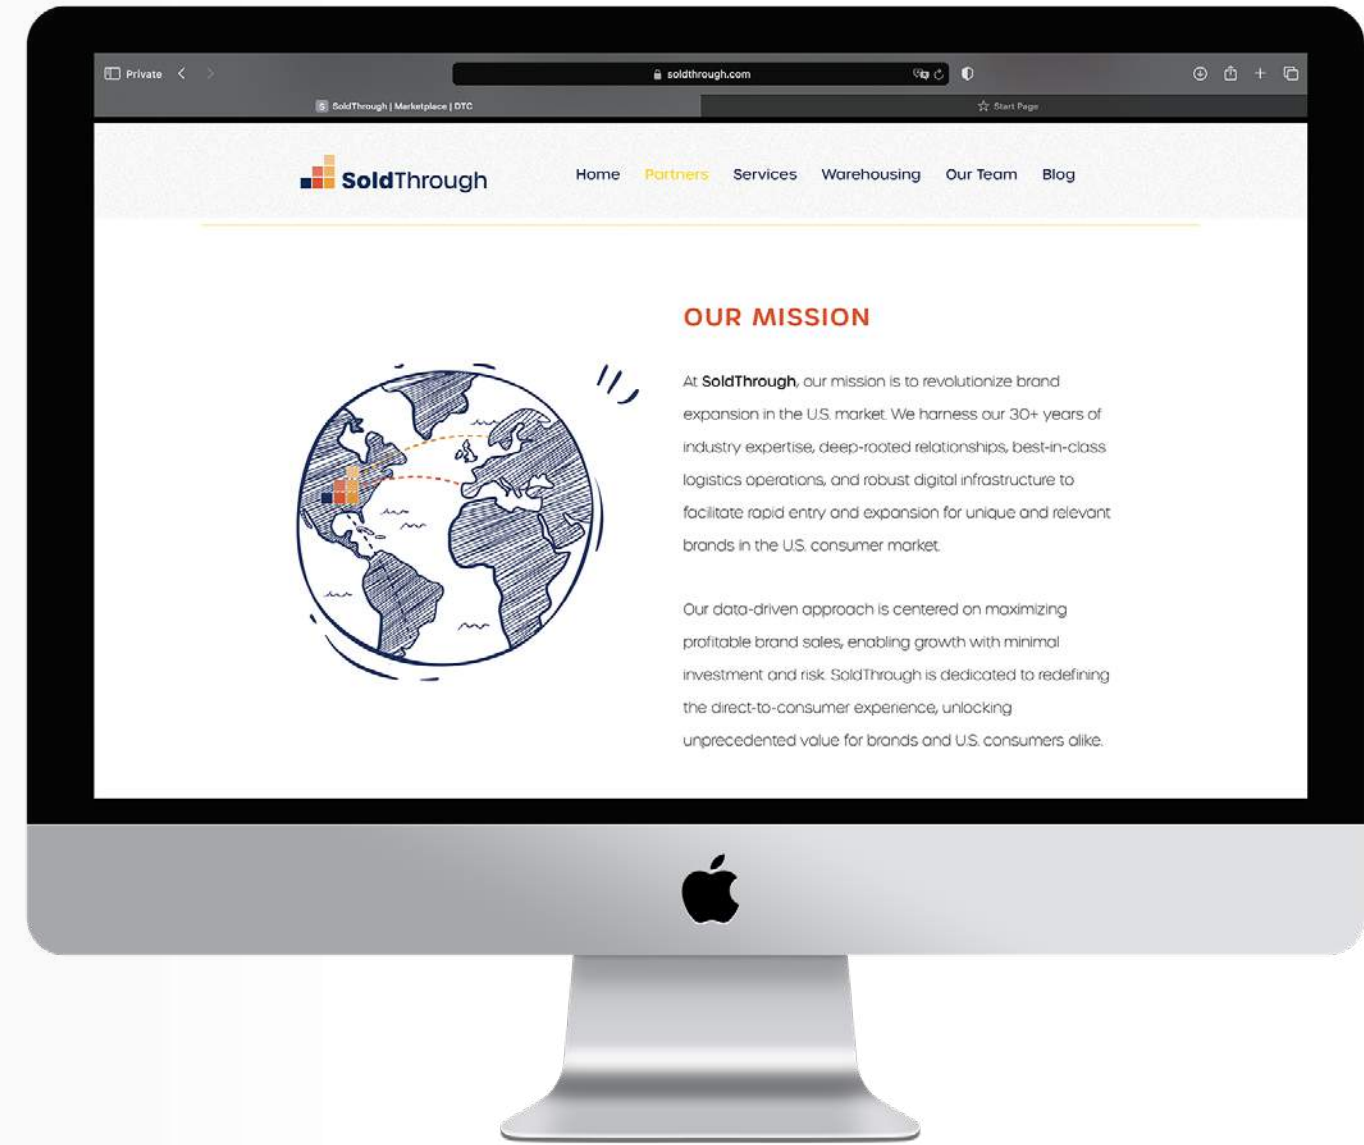 Private
soldthrough.com
S SoldThrough | Marketplace | DTC
Start Page
SoldThrough
Home Partners Services Warehousing Our Team Blog
OUR MISSION
At SoldThrough, our mission is to revolutionize brand
expansion in the U.S. market. We harness our 30+ years of
industry expertise, deep-rooted relationships, best-in-class
logistics operations, and robust digital infrastructure to
facilitate rapid entry and expansion for unique and relevant
brands in the U.S. consumer market.
Our data-driven approach is centered on maximizing
profitable brand sales, enabling growth with minimal
investment and risk. SoldThrough is dedicated to redefining
the direct-to-consumer experience, unlocking
unprecedented value for brands and U.S. consumers alike.